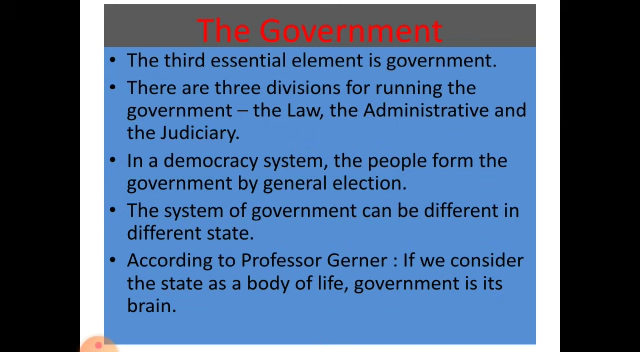 The Government
• The third essential element is government.
• There are three divisions for running the
government – the Law, the Administrative and
the Judiciary.
• In a democracy system, the people form the
government by general election.
• The system of government can be different in
different state.
• According to Professor Gerner : If we consider
the state as a body of life, government is its
brain.